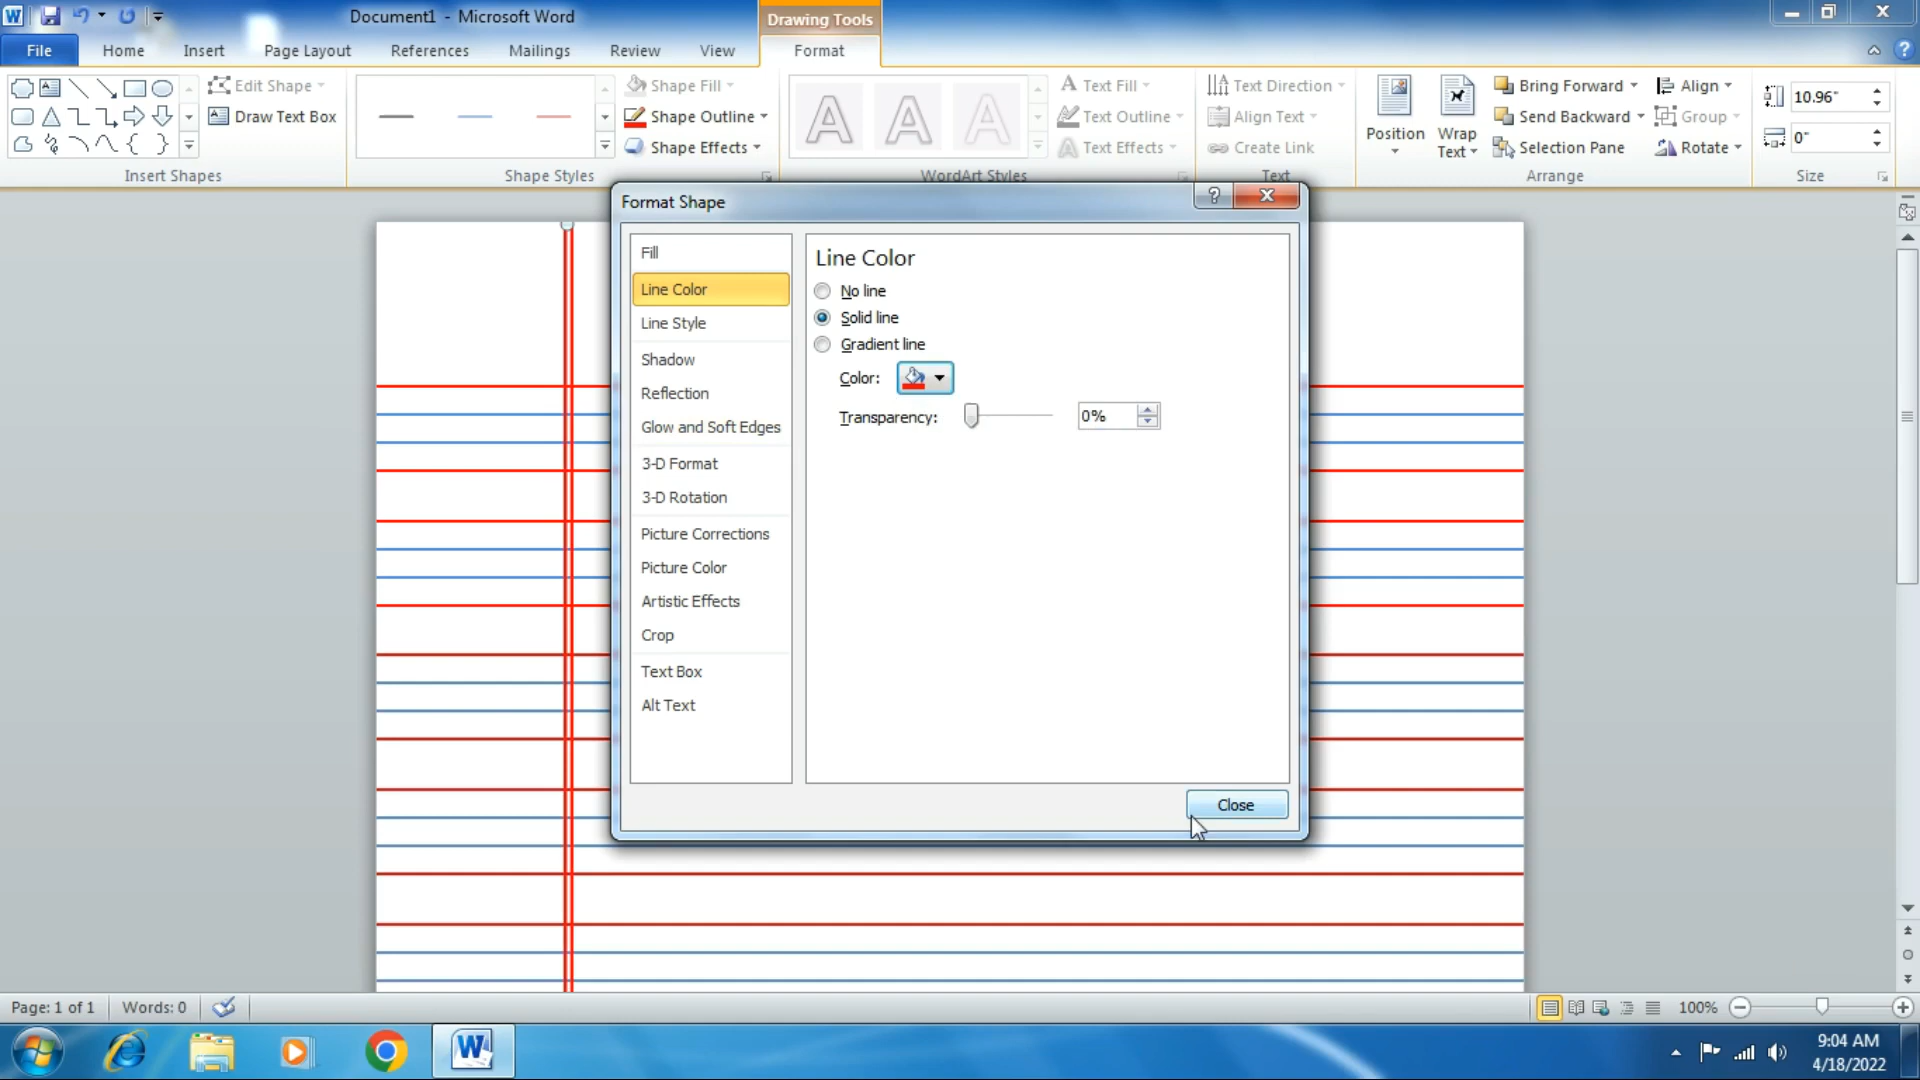 Document1 - Microsoft Word
Drawing Tools
File Home Insert Page Layout References Mailings Review View Format
Edit Shape
Draw Text Box
Insert Shapes
Shape Fill
Shape Outline
Shape Effects
Shape Styles
Text Fill
Text Outline
Text Effects
WordArt Styles
Text Direction
Align Text
Create Link
Text
Position
Wrap
Text
Bring Forward
Send Backward
Selection Pane
Align
Group
Rotate
Arrange
10.96"
0"
Size
Format Shape
Fill
Line Color
Line Style
Shadow
Reflection
Glow and Soft Edges
3-D Format
3-D Rotation
Picture Corrections
Picture Color
Artistic Effects
Crop
Text Box
Alt Text
Line Color
No line
Solid line
Gradient line
Color:
Transparency: 0%
Close
Page: 1 of 1 Words: 0 100%
9:04 AM
4/18/2022